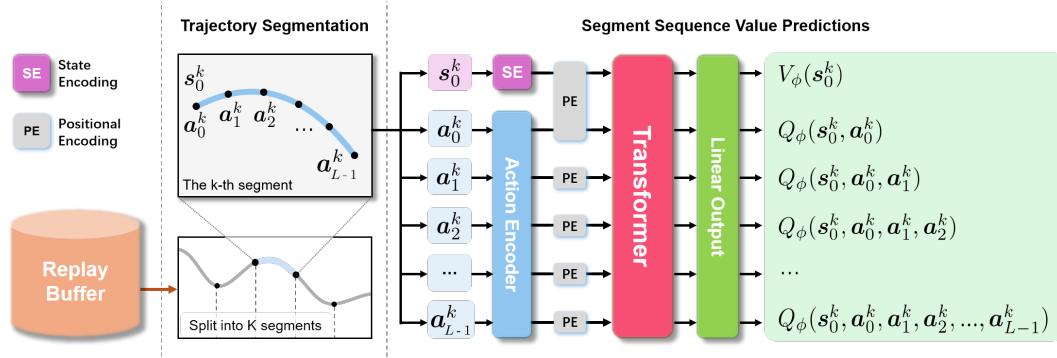 Trajectory Segmentation
Segment Sequence Value Predictions
SE
State
Encoding
PE
Positional
Encoding
Replay
Buffer
s_0^k
a_0^k
a_1^k
a_2^k
...
a_{L-1}^k
The k-th segment
Split into K segments
s_0^k
a_0^k
a_1^k
a_2^k
...
a_{L-1}^k
SE
Action Encoder
PE
PE
PE
PE
PE
Transformer
Linear Output
V_ϕ(s_0^k)
Q_ϕ(s_0^k, a_0^k)
Q_ϕ(s_0^k, a_0^k, a_1^k)
Q_ϕ(s_0^k, a_0^k, a_1^k, a_2^k)
...
Q_ϕ(s_0^k, a_0^k, a_1^k, a_2^k, ..., a_{L-1}^k)